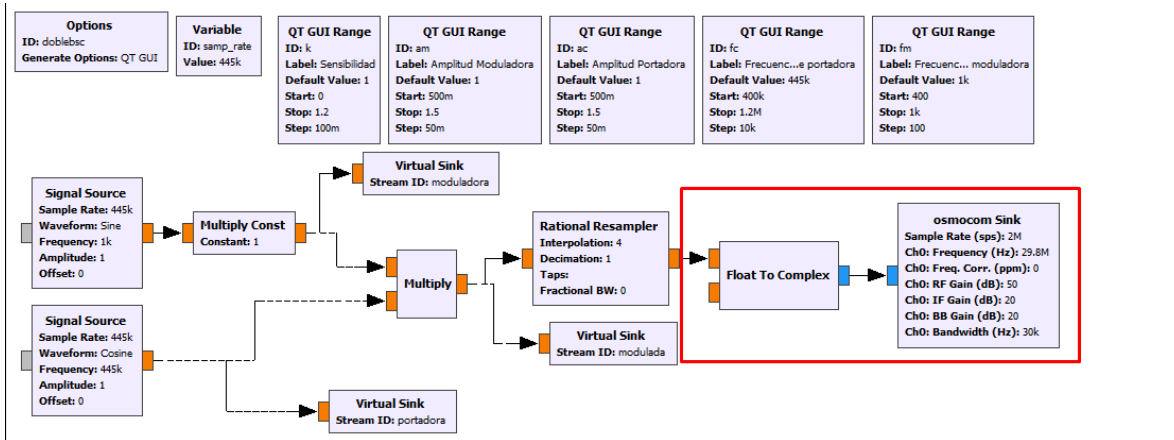 Options
ID: doblebsc
Generate Options: QT GUI
Variable
ID: samp_rate
Value: 445k
QT GUI Range
ID: k
Label: Sensibilidad
Default Value: 1
Start: 0
Stop: 1.2
Step: 100m
QT GUI Range
ID: am
Label: Amplitud Moduladora
Default Value: 1
Start: 500m
Stop: 1.5
Step: 50m
QT GUI Range
ID: ac
Label: Amplitud Portadora
Default Value: 1
Start: 500m
Stop: 1.5
Step: 50m
QT GUI Range
ID: fc
Label: Frecuenc...e portadora
Default Value: 445k
Start: 400k
Stop: 1.2M
Step: 10k
QT GUI Range
ID: fm
Label: Frecuenc... moduladora
Default Value: 1k
Start: 400
Stop: 1k
Step: 100
Virtual Sink
Stream ID: moduladora
Signal Source
Sample Rate: 445k
Waveform: Sine
Frequency: 1k
Amplitude: 1
Offset: 0
Multiply Const
Constant: 1
Multiply
Rational Resampler
Interpolation: 4
Decimation: 1
Taps:
Fractional BW: 0
Float To Complex
osmocom Sink
Sample Rate (sps): 2M
Ch0: Frequency (Hz): 29.8M
Ch0: Freq. Corr. (ppm): 0
Ch0: RF Gain (dB): 50
Ch0: IF Gain (dB): 20
Ch0: BB Gain (dB): 20
Ch0: Bandwidth (Hz): 30k
Signal Source
Sample Rate: 445k
Waveform: Cosine
Frequency: 445k
Amplitude: 1
Offset: 0
Virtual Sink
Stream ID: modulada
Virtual Sink
Stream ID: portadora